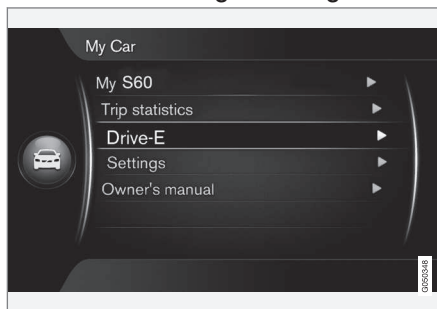 My Car
My S60
Trip statistics
Drive-E
Settings
Owner's manual
G050348